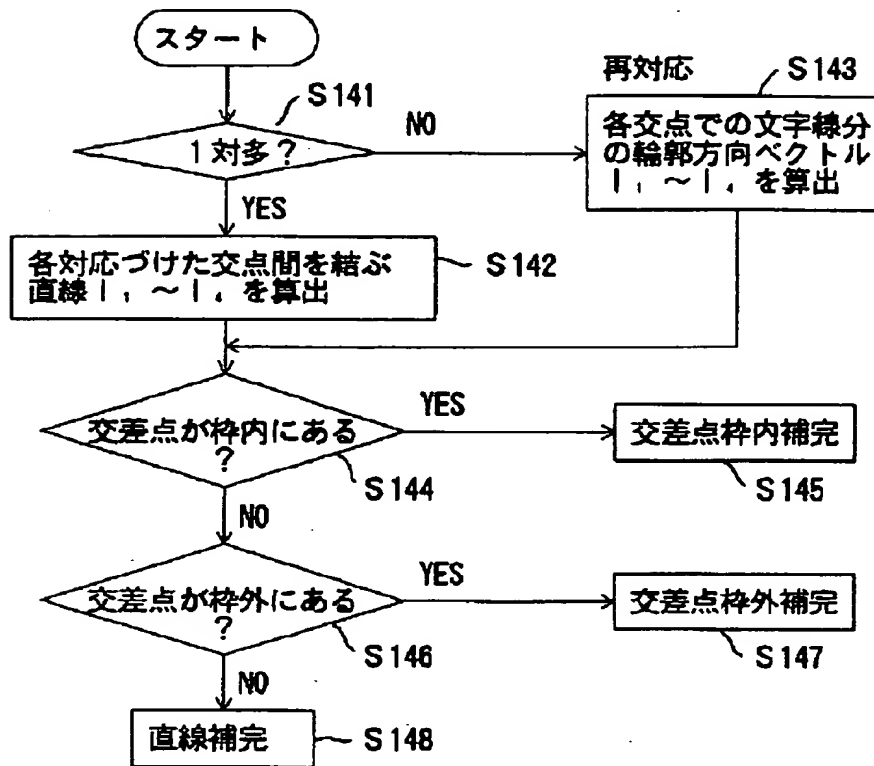 スタート
S141
1対多?
NO
YES
再対応
S143
各交点での文字線分
の輪郭方向ベクトル
l₁~l₄を算出
各対応づけた交点間を結ぶ
直線l₁~l₄を算出
S142
交差点が枠内にある
?
S144
YES
交差点枠内補完
S145
NO
交差点が枠外にある
?
S146
YES
交差点枠外補完
S147
NO
直線補完
S148